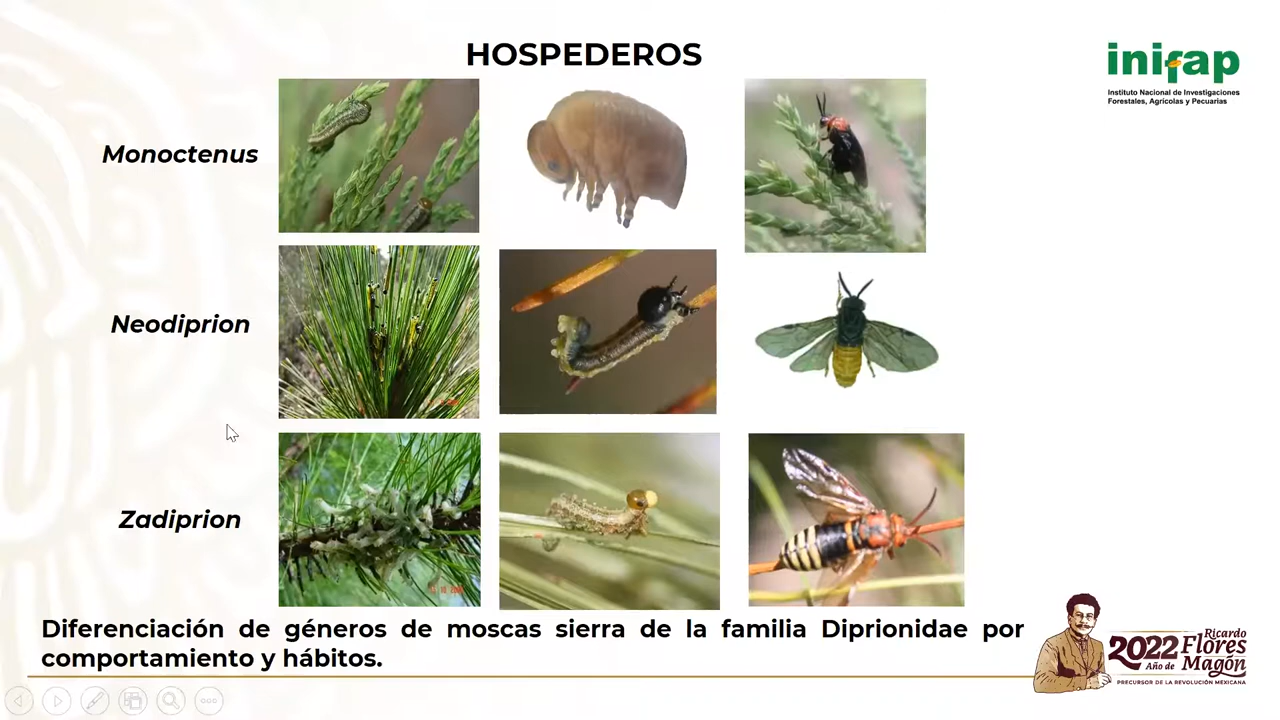 HOSPEDEROS
inifap
Instituto Nacional de Investigaciones
Forestales, Agrícolas y Pecuarias
Monoctenus
Neodiprion
Zadiprion
Diferenciación de géneros de moscas sierra de la familia Diprionidae por
comportamiento y hábitos.
2022 Ricardo
Año de Flores
Magón
PRECURSOR DE LA REVOLUCIÓN MEXICANA